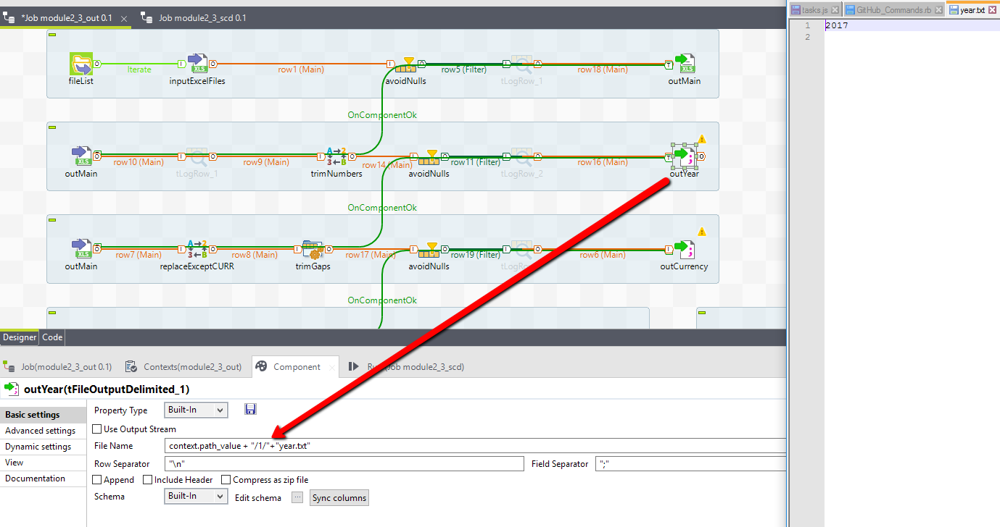 *Job module2_3_out 0.1
Job module2_3_scd 0.1
tasks.js
GitHub_Commands.rb
year.txt
1 2017
2
Iterate
row1 (Main)
row5 (Filter)
row18 (Main)
XLS
XLS
fileList
inputExcelFiles
avoidNulls
tLogRow_1
outMain
OnComponentOk
XLS
row10 (Main)
row9 (Main)
row14 (Main)
row11 (Filter)
row16 (Main)
outMain
tLogRow_1
trimNumbers
avoidNulls
tLogRow_2
outYear
OnComponentOk
XLS
row7 (Main)
row8 (Main)
row17 (Main)
row19 (Filter)
row6 (Main)
outMain
replaceExceptCURR
trimGaps
avoidNulls
outCurrency
OnComponentOk
Designer
Code
Job(module2_3_out 0.1)
Contexts(module2_3_out)
Component
Job module2_3_scd)
outYear(tFileOutputDelimited_1)
Basic settings
Advanced settings
Dynamic settings
View
Documentation
Property Type
Built-In
Use Output Stream
File Name
context.path_value + "/1/"+"year.txt"
Row Separator
"\n"
Field Separator
";"
Append
Include Header
Compress as zip file
Schema
Built-In
Edit schema
...
Sync columns